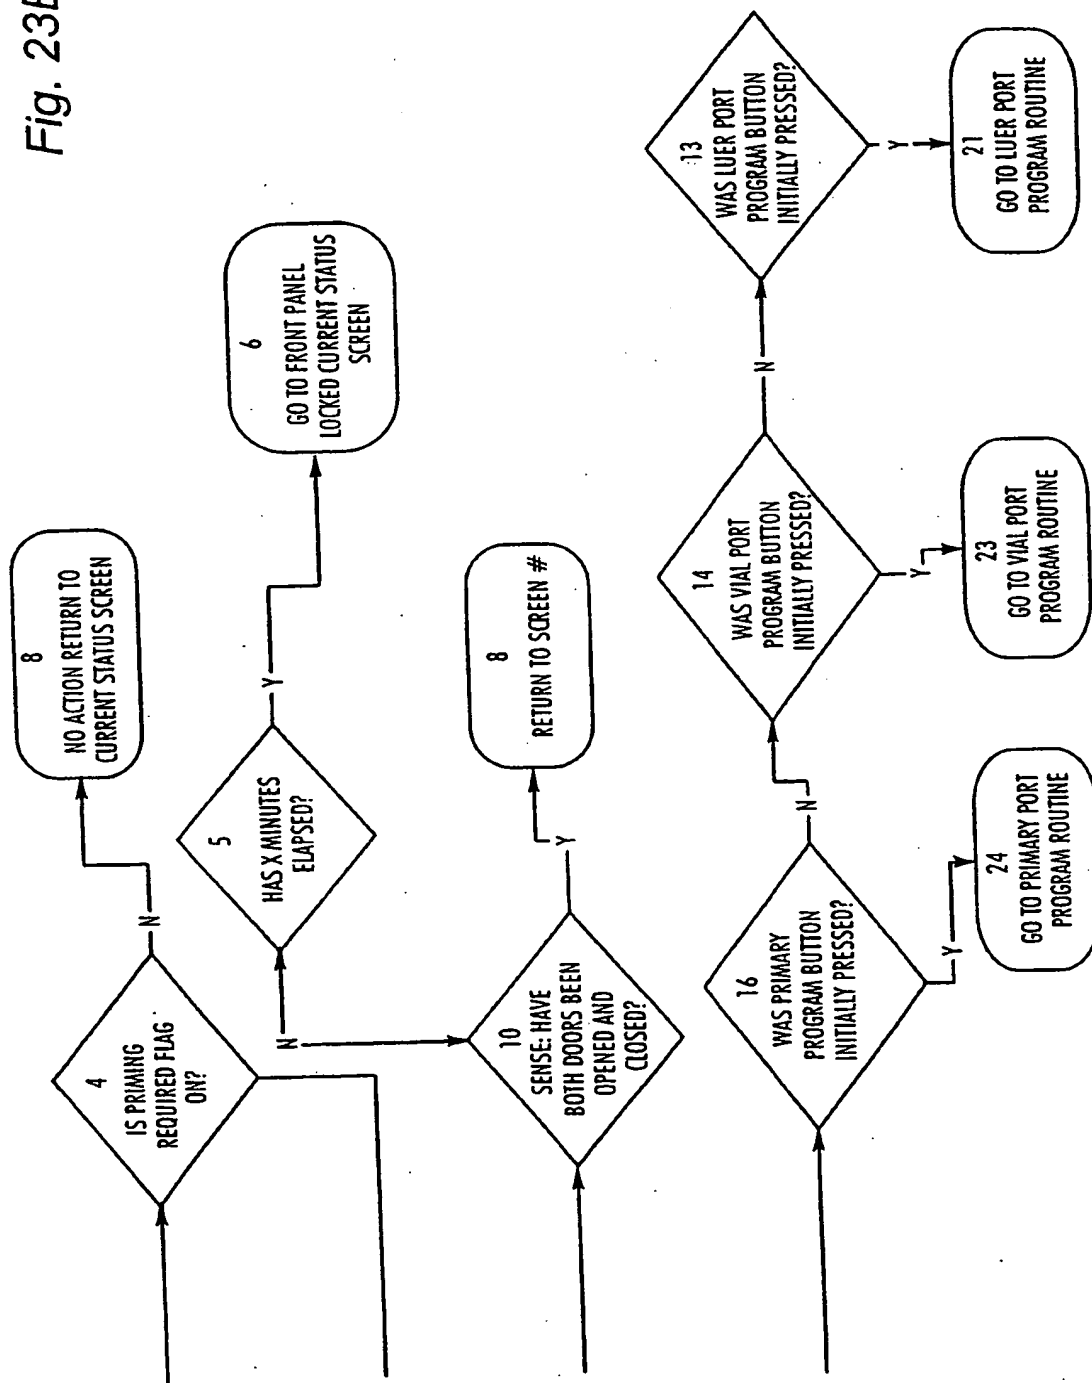 Fig. 23B
4
IS PRIMING
REQUIRED FLAG
ON?
N
8
NO ACTION RETURN TO
CURRENT STATUS SCREEN
5
HAS X MINUTES
ELAPSED?
Y
N
6
GO TO FRONT PANEL
LOCKED CURRENT STATUS
SCREEN
10
SENSE: HAVE
BOTH DOORS BEEN
OPENED AND
CLOSED?
Y
8
RETURN TO SCREEN #
16
WAS PRIMARY
PROGRAM BUTTON
INITIALLY PRESSED?
N
Y
24
GO TO PRIMARY PORT
PROGRAM ROUTINE
14
WAS VIAL PORT
PROGRAM BUTTON
INITIALLY PRESSED?
N
Y
23
GO TO VIAL PORT
PROGRAM ROUTINE
13
WAS LUER PORT
PROGRAM BUTTON
INITIALLY PRESSED?
Y
21
GO TO LUER PORT
PROGRAM ROUTINE